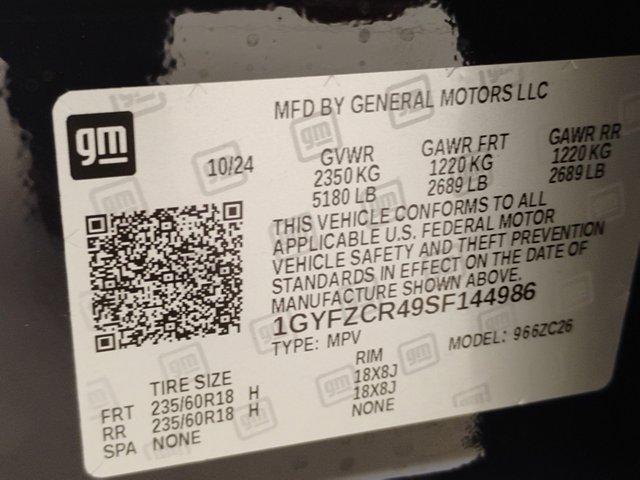 gm
MFD BY GENERAL MOTORS LLC
10/24
GVWR GAWR FRT GAWR RR
2350 KG 1220 KG 1220 KG
5180 LB 2689 LB 2689 LB
THIS VEHICLE CONFORMS TO ALL
APPLICABLE U.S. FEDERAL MOTOR
VEHICLE SAFETY AND THEFT PREVENTION
STANDARDS IN EFFECT ON THE DATE OF
MANUFACTURE SHOWN ABOVE.
1GYFZCR49SF144986
TYPE: MPV MODEL: 966ZC26
TIRE SIZE RIM
FRT 235/60R18 H 18X8J
RR 235/60R18 H 18X8J
SPA NONE NONE